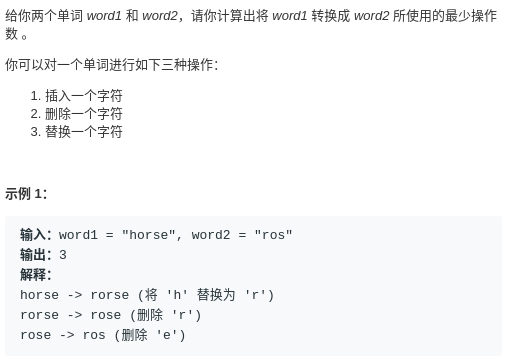 给你两个单词 word1 和 word2，请你计算出将 word1 转换成 word2 所使用的最少操作
数 。
你可以对一个单词进行如下三种操作：
1. 插入一个字符
2. 删除一个字符
3. 替换一个字符
示例 1：
输入：word1 = "horse", word2 = "ros"
输出：3
解释：
horse -> rorse (将 'h' 替换为 'r')
rorse -> rose (删除 'r')
rose -> ros (删除 'e')